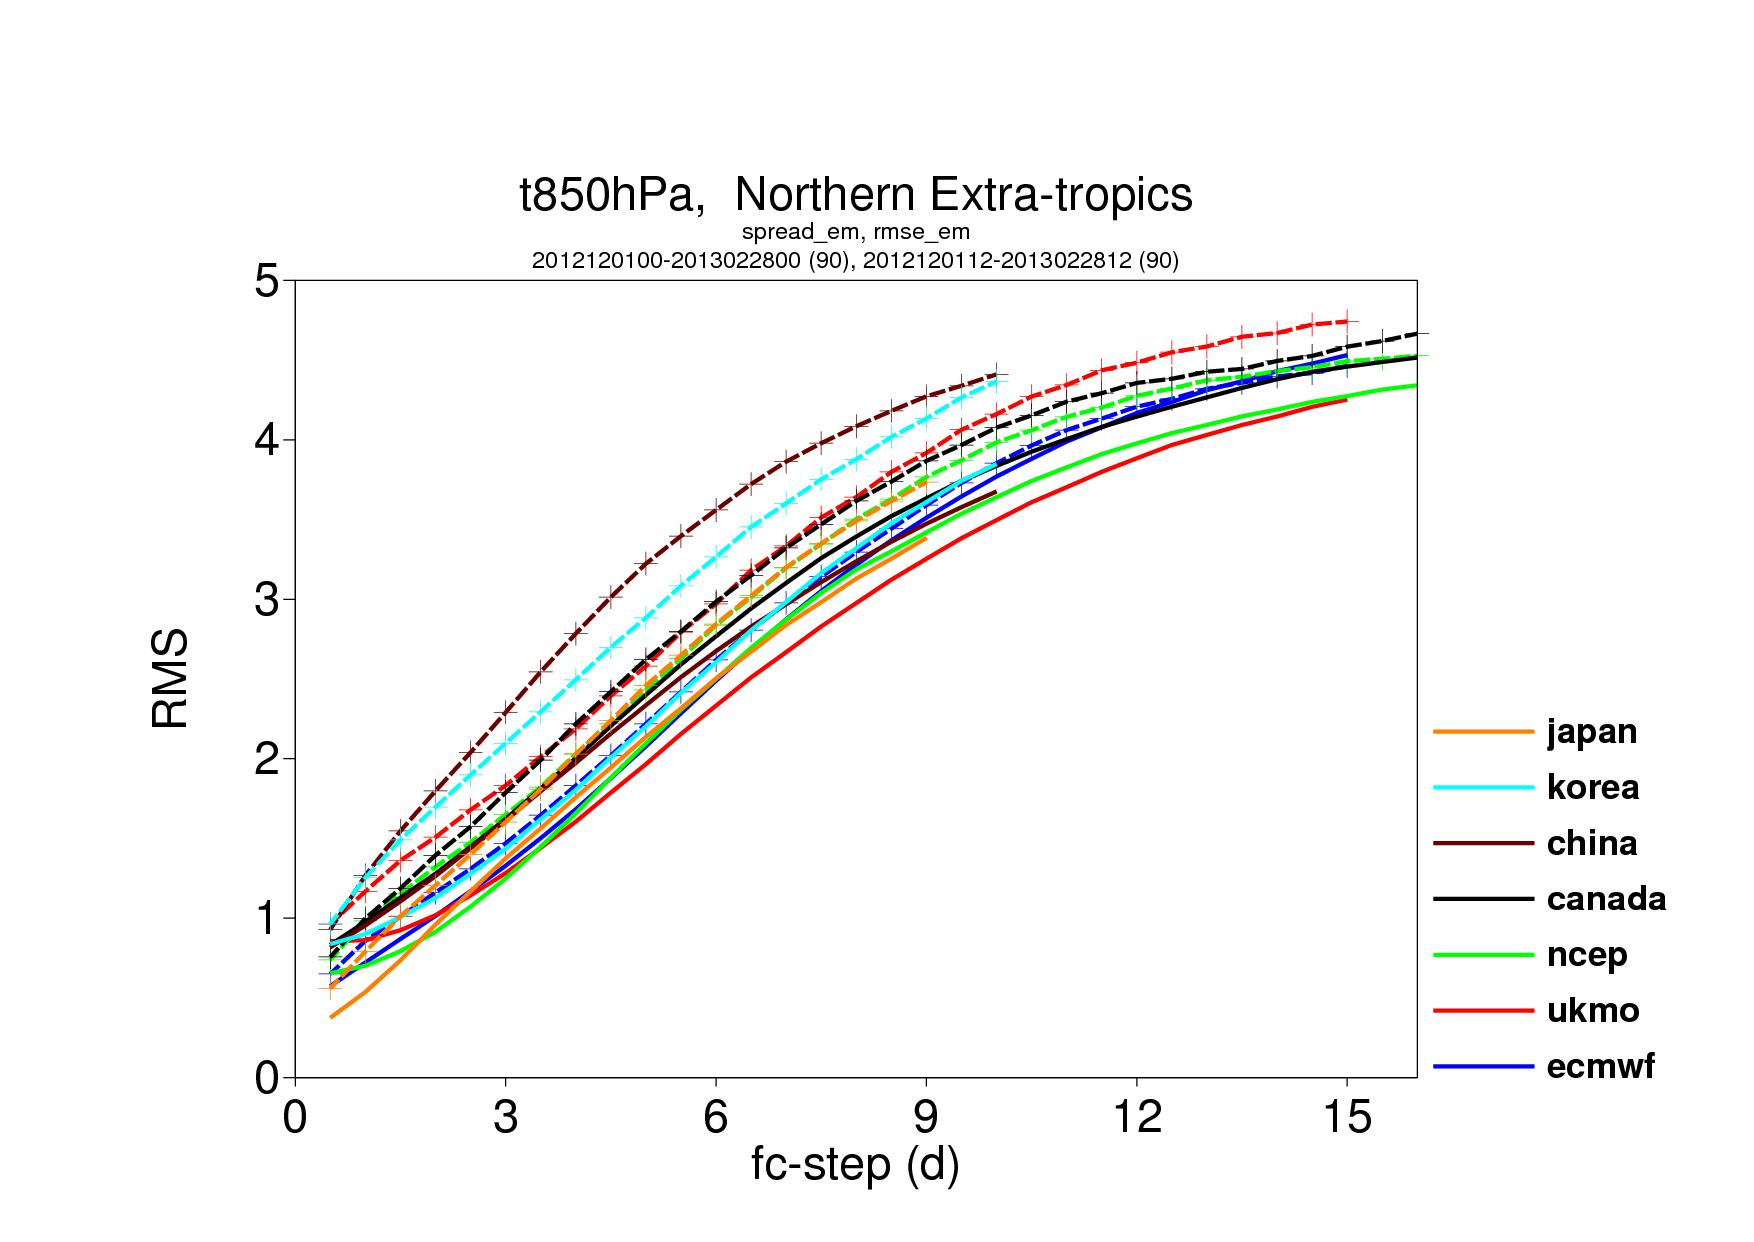 t850hPa, Northern Extra-tropics
spread_em, rmse_em
2012120100-2013022800 (90), 2012120112-2013022812 (90)
5
4
3
2
1
0
RMS
0 3 6 9 12 15
fc-step (d)
japan
korea
china
canada
ncep
ukmo
ecmwf